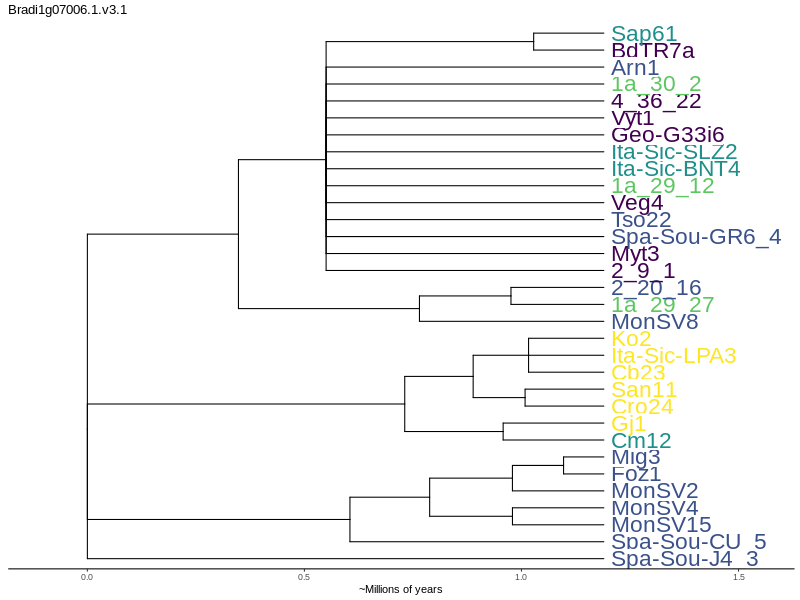 Bradi1g07006.1.v3.1
Sap61
BdTR7a
Arn1
1a_30_2
4_36_22
Vyt1
Geo-G33i6
Ita-Sic-SLZ2
Ita-Sic-BNT4
1a_29_12
Veg4
Tso22
Spa-Sou-GR6_4
Myt3
2_9_1
2_20_16
1a_29_27
MonSV8
Ko2
Ita-Sic-LPA3
Cb23
San11
Cro24
Gj1
Cm12
Mig3
Foz1
MonSV2
MonSV4
MonSV15
Spa-Sou-CU_5
Spa-Sou-J4_3
0.0 0.5 1.0 1.5
~Millions of years